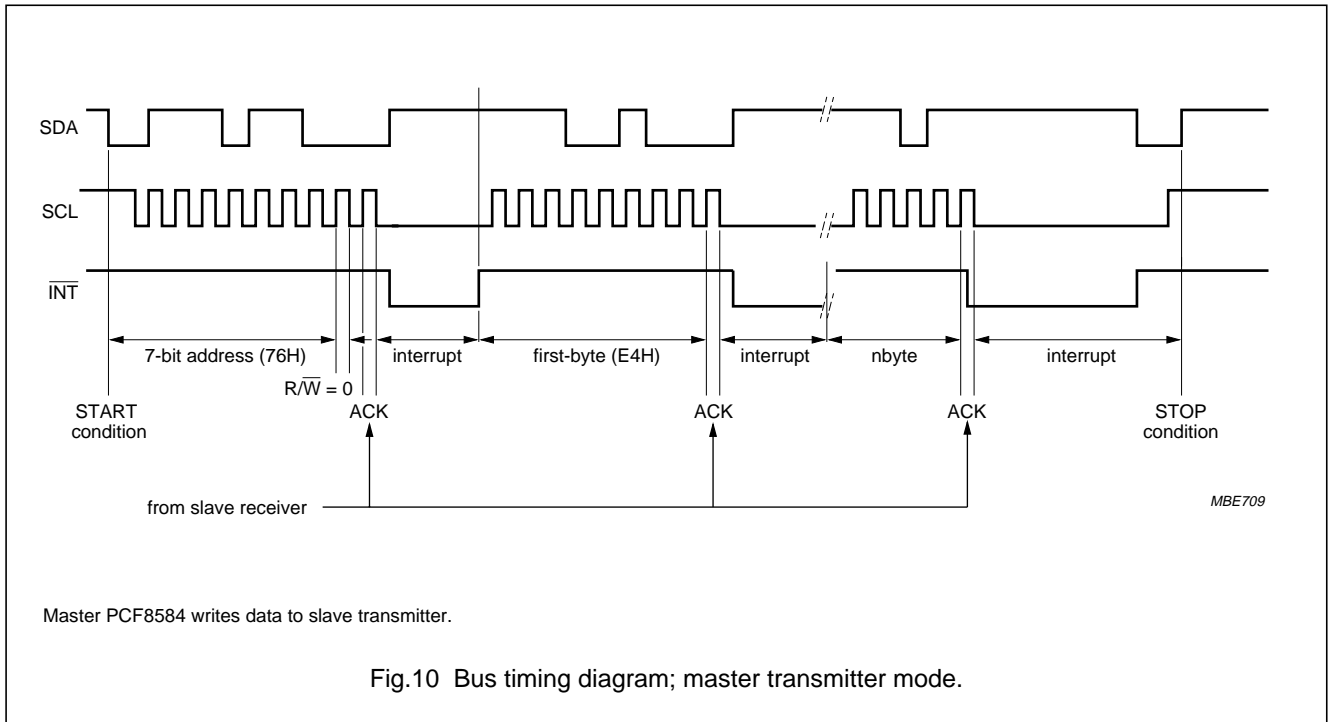 SDA
SCL
INT
7-bit address (76H)
interrupt
first-byte (E4H)
interrupt
nbyte
interrupt
R/W = 0
START
condition
ACK
ACK
ACK
STOP
condition
from slave receiver
MBE709
Master PCF8584 writes data to slave transmitter.
Fig.10 Bus timing diagram; master transmitter mode.